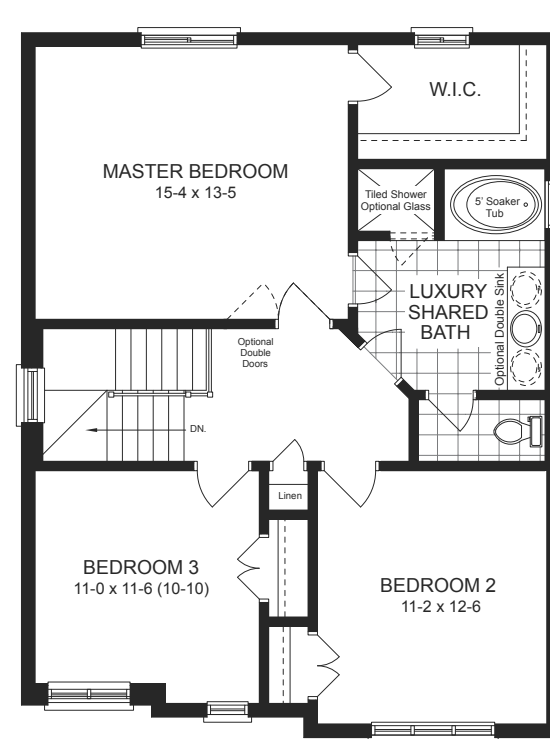 W.I.C.
MASTER BEDROOM
15-4 x 13-5
Tiled Shower
Optional Glass
5' Soaker
Tub
LUXURY
SHARED
BATH
Optional Double Sink
Optional
Double
Doors
DN.
Linen
BEDROOM 3
11-0 x 11-6 (10-10)
BEDROOM 2
11-2 x 12-6